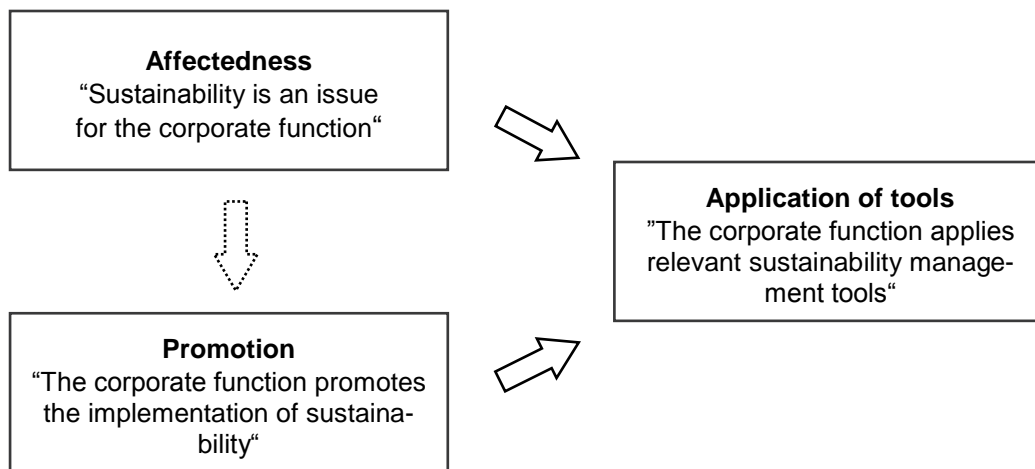 Affectedness
“Sustainability is an issue
for the corporate function“
Application of tools
”The corporate function applies
relevant sustainability manage-
ment tools“
Promotion
“The corporate function promotes
the implementation of sustaina-
bility“